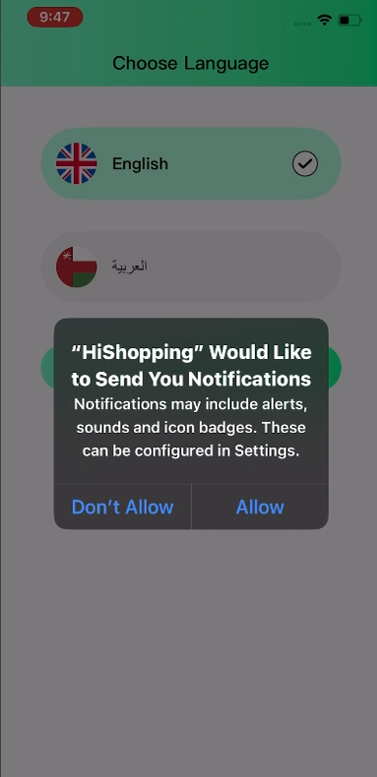 9:47
Choose Language
English
العربية
“HiShopping” Would Like
to Send You Notifications
Notifications may include alerts,
sounds and icon badges. These
can be configured in Settings.
Don’t Allow
Allow